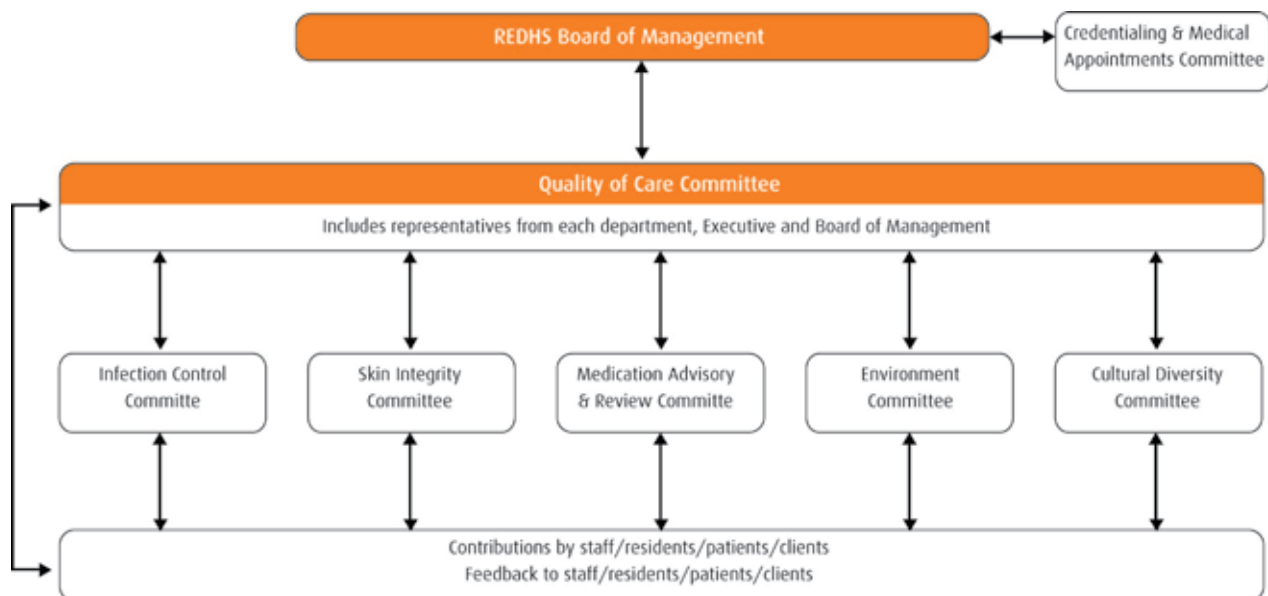 REDHS Board of Management
Credentialing & Medical
Appointments Committee
Quality of Care Committee
Includes representatives from each department, Executive and Board of Management
Infection Control
Committe
Skin Integrity
Committee
Medication Advisory
& Review Committe
Environment
Committee
Cultural Diversity
Committee
Contributions by staff/residents/patients/clients
Feedback to staff/residents/patients/clients